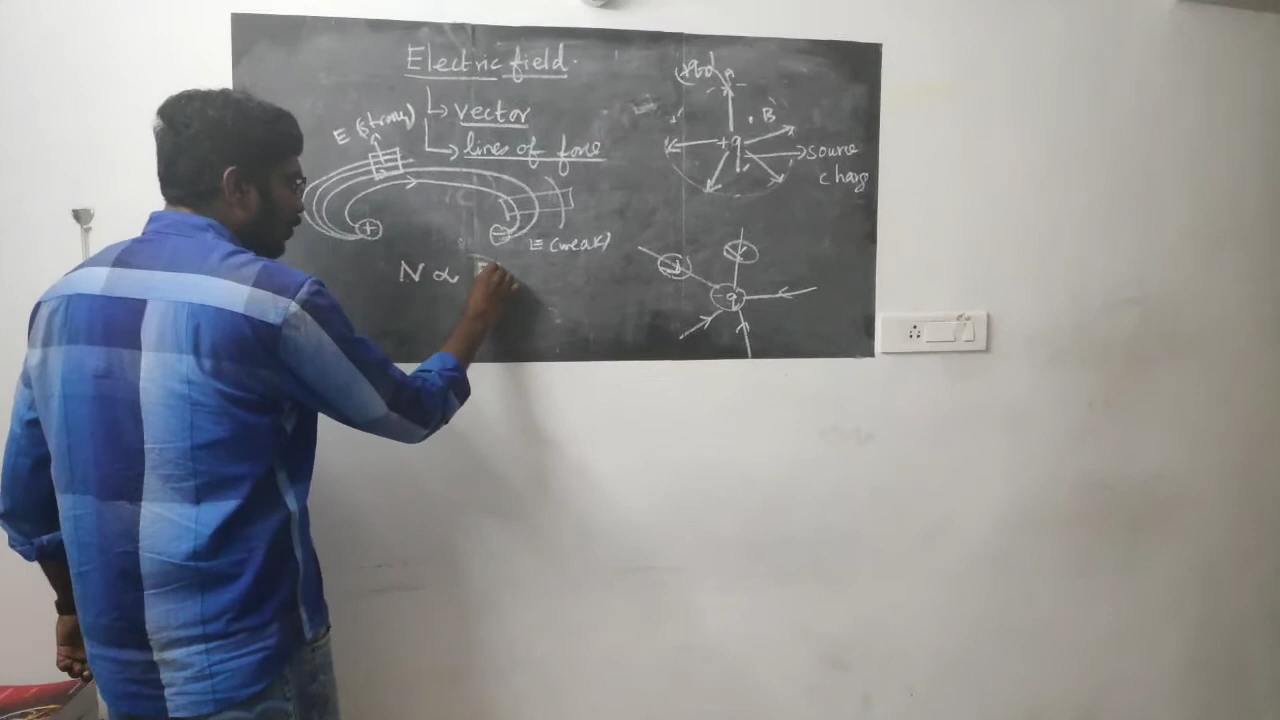 Electric field.
↳ vector
↳ lines of force
E (strong)
+
−
E (weak)
N ∝ E
B
+q
source
charge
-q